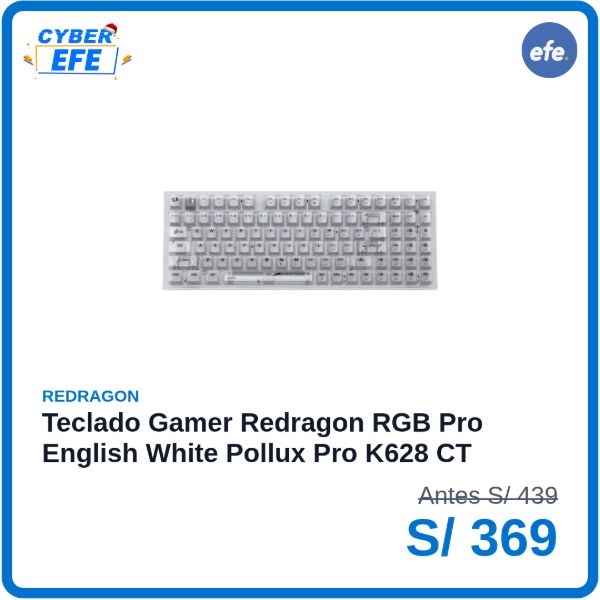 CYBER
EFE
efe.
REDRAGON
Teclado Gamer Redragon RGB Pro
English White Pollux Pro K628 CT
Antes S/ 439
S/ 369